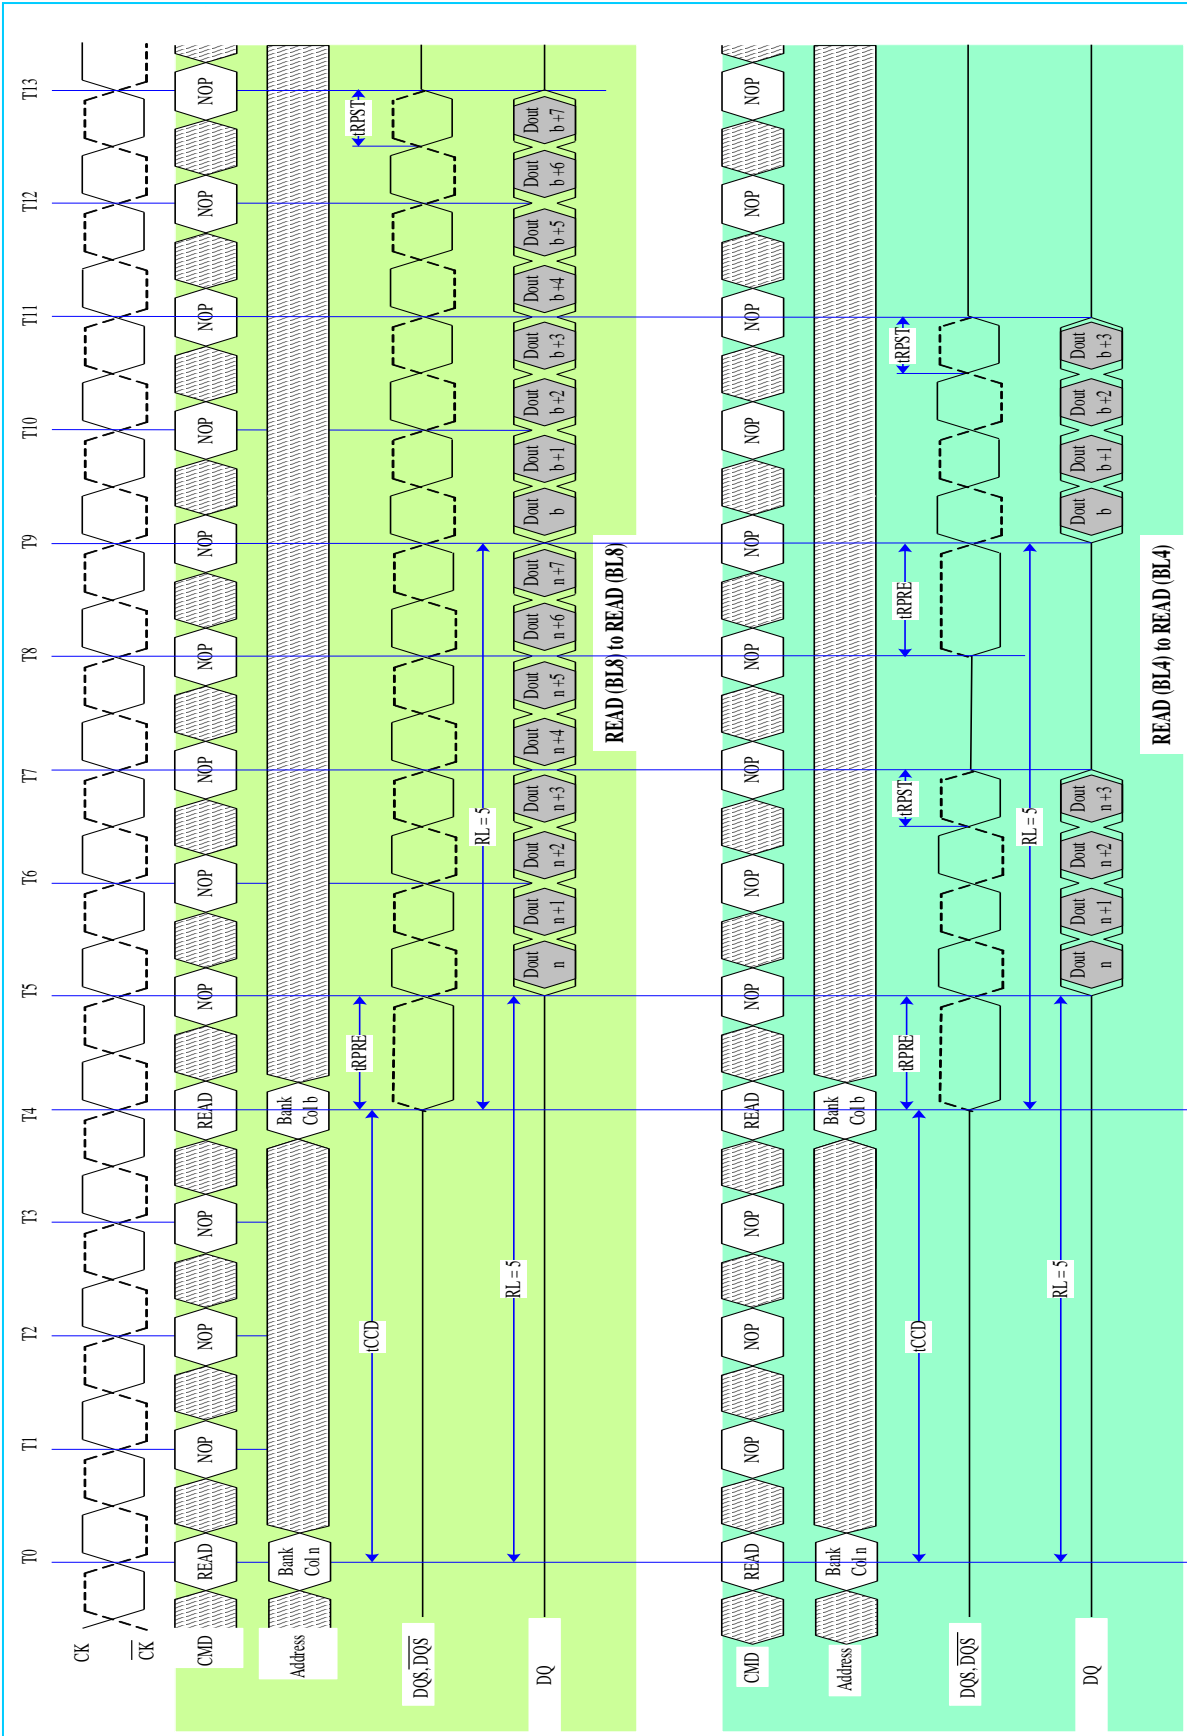 T0 T1 T2 T3 T4 T5 T6 T7 T8 T9 T10 T11 T12 T13
CK
CK
CMD READ NOP NOP NOP READ NOP NOP NOP NOP NOP NOP NOP NOP NOP
Address Bank Col n Bank Col b
tRPRE tRPST
tCCD
DQS, DQS
RL = 5
RL = 5
DQ Dout n Dout n+1 Dout n+2 Dout n+3 Dout n+4 Dout n+5 Dout n+6 Dout n+7 Dout b Dout b+1 Dout b+2 Dout b+3 Dout b+4 Dout b+5 Dout b+6 Dout b+7
READ (BL8) to READ (BL8)
CMD READ NOP NOP NOP READ NOP NOP NOP NOP NOP NOP NOP NOP NOP
Address Bank Col n Bank Col b
tRPRE tRPST tRPRE tRPST
tCCD
DQS, DQS
RL = 5
RL = 5
DQ Dout n Dout n+1 Dout n+2 Dout n+3 Dout b Dout b+1 Dout b+2 Dout b+3
READ (BL4) to READ (BL4)